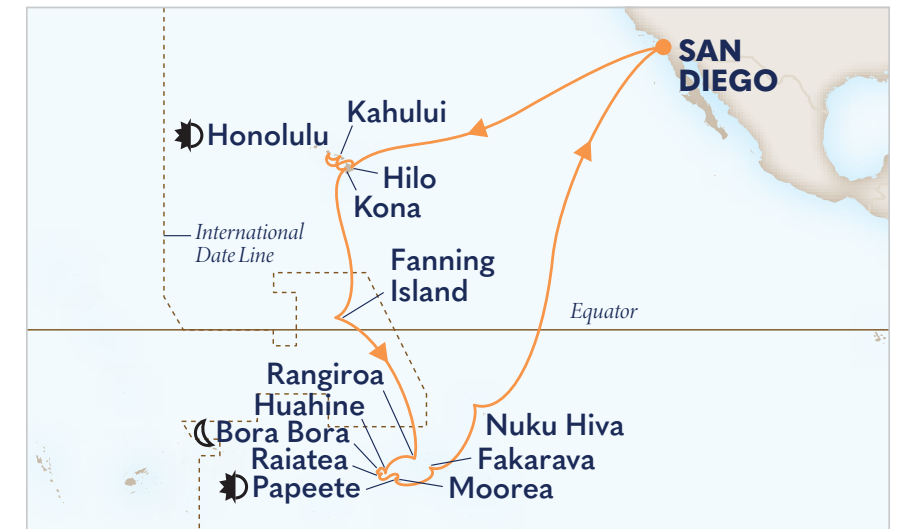 SAN
DIEGO
Kahului
Honolulu
Hilo
Kona
International
Date Line
Fanning
Island
Equator
Rangiroa
Huahine
Nuku Hiva
Bora Bora
Raiatea
Fakarava
Papeete
Moorea